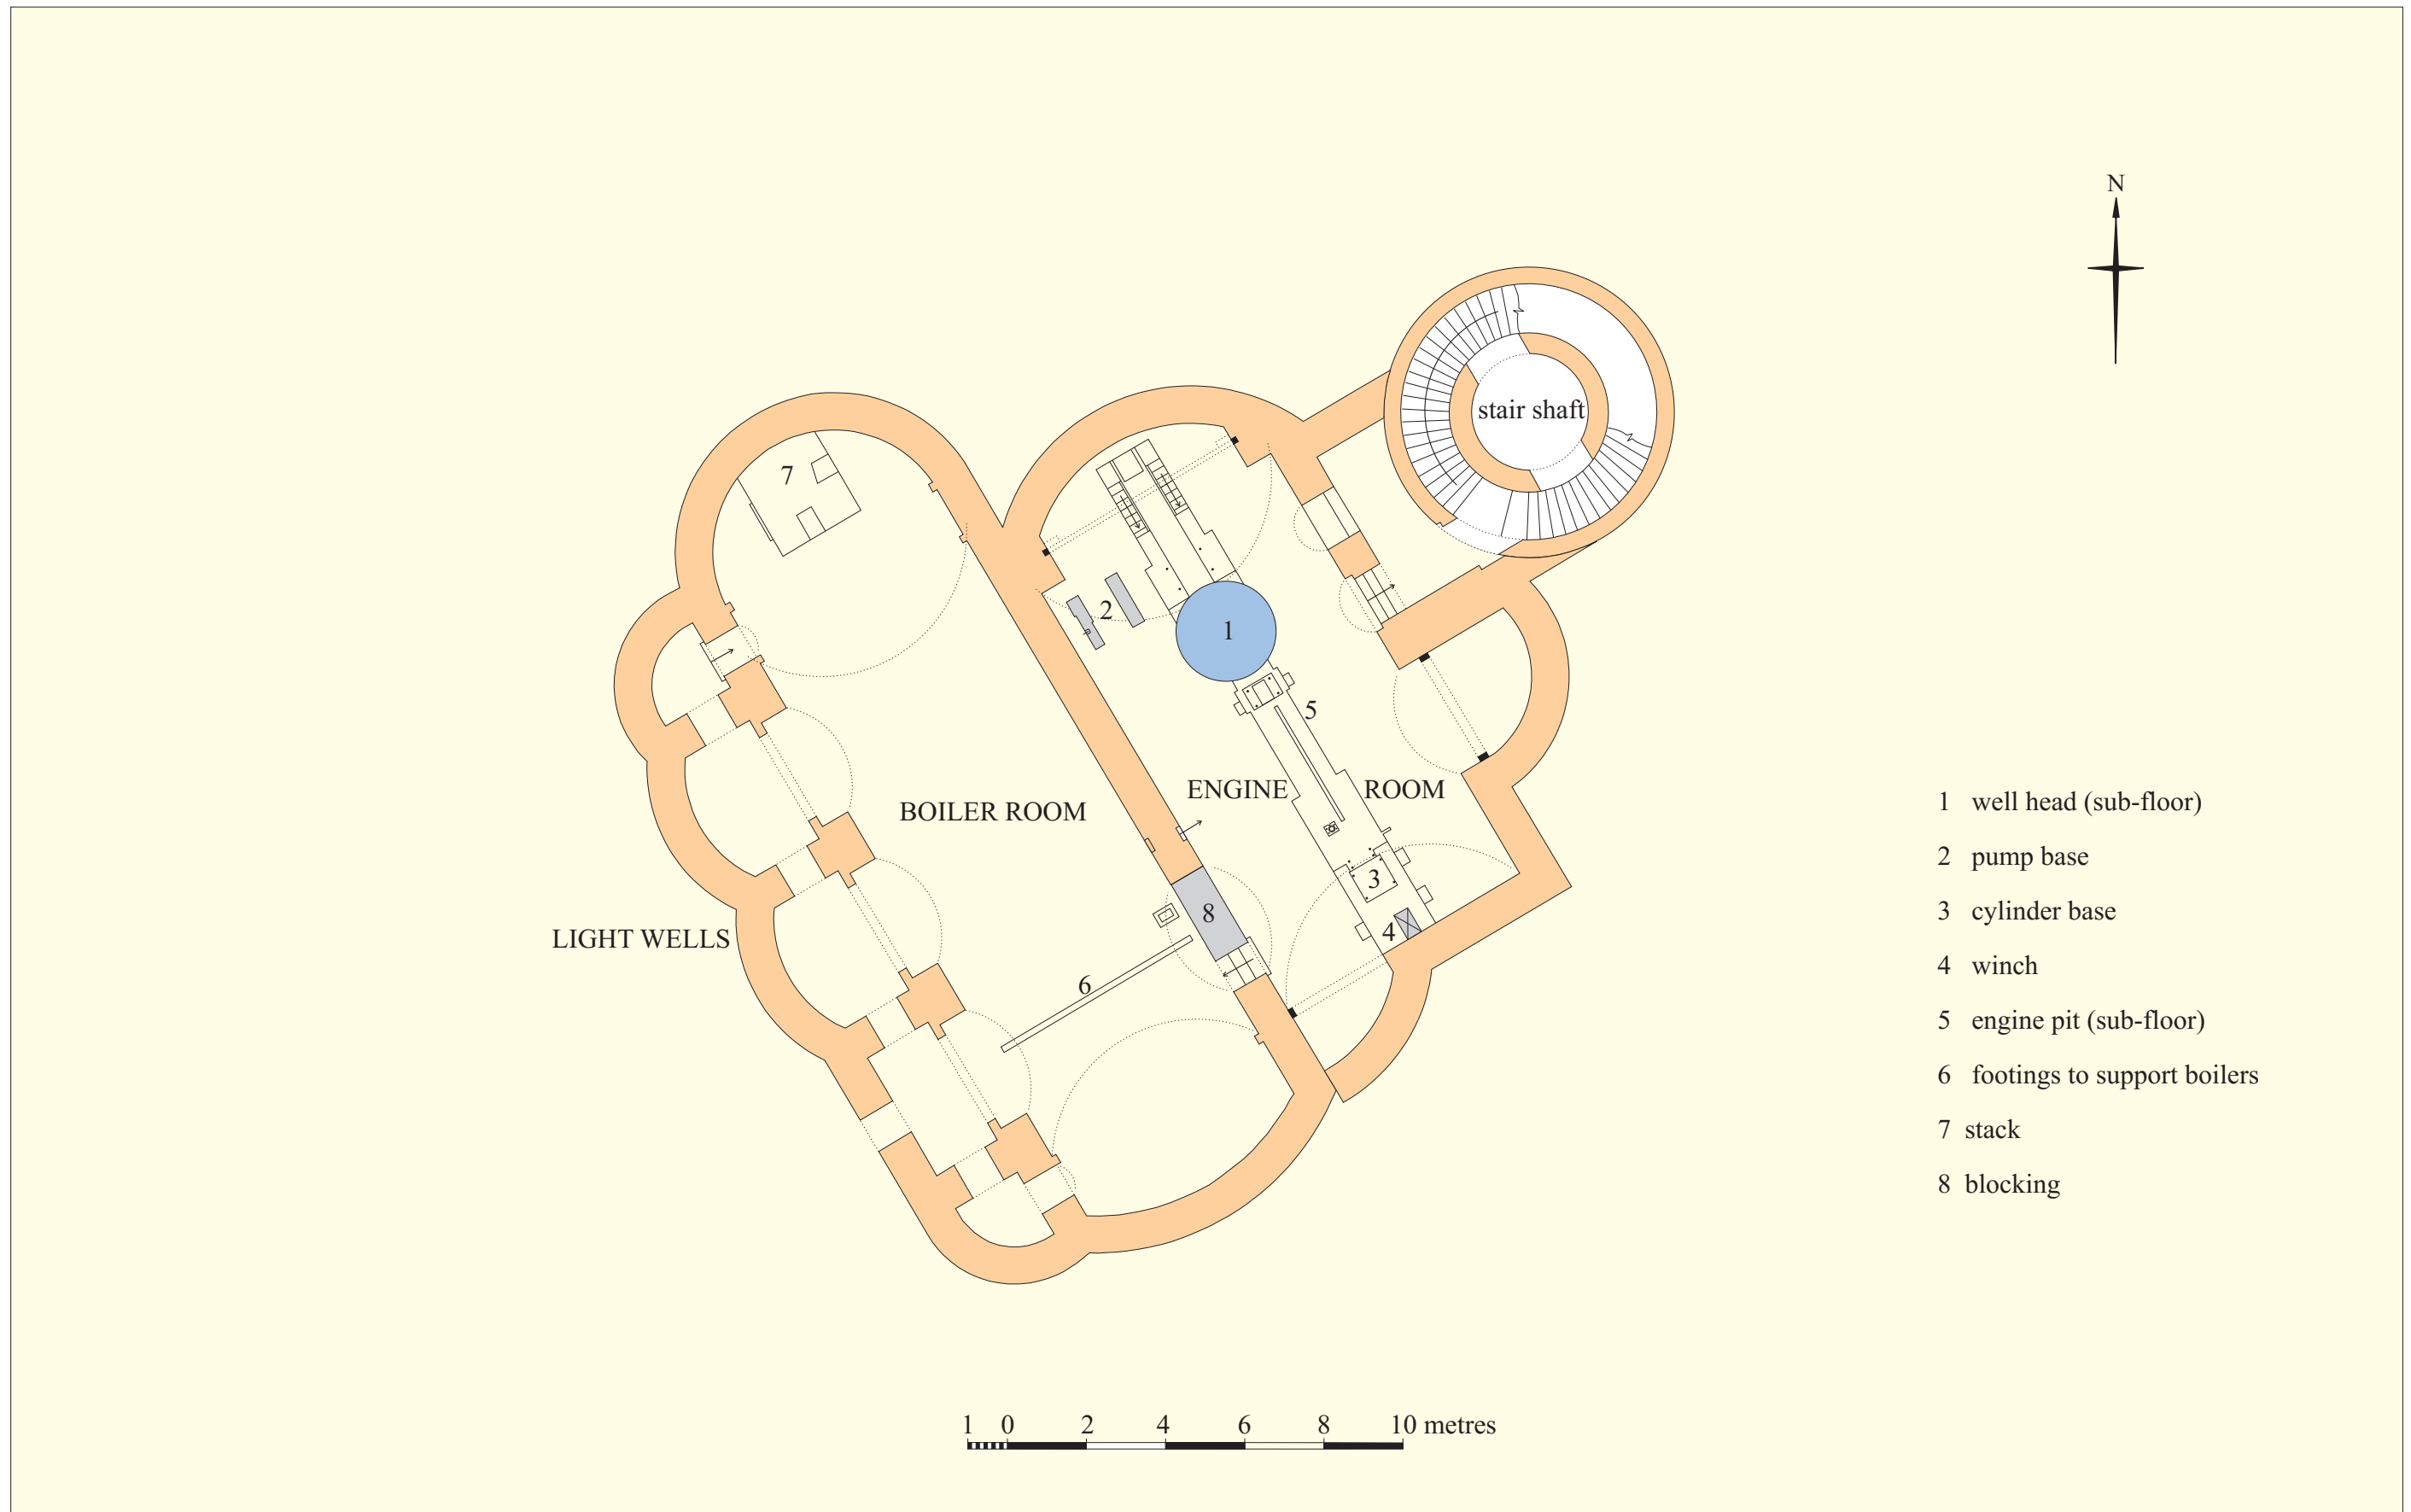 N
stair shaft
7
2
1
5
ENGINE ROOM
BOILER ROOM
3
8
4
LIGHT WELLS
6
1 well head (sub-floor)
2 pump base
3 cylinder base
4 winch
5 engine pit (sub-floor)
6 footings to support boilers
7 stack
8 blocking
1 0 2 4 6 8 10 metres